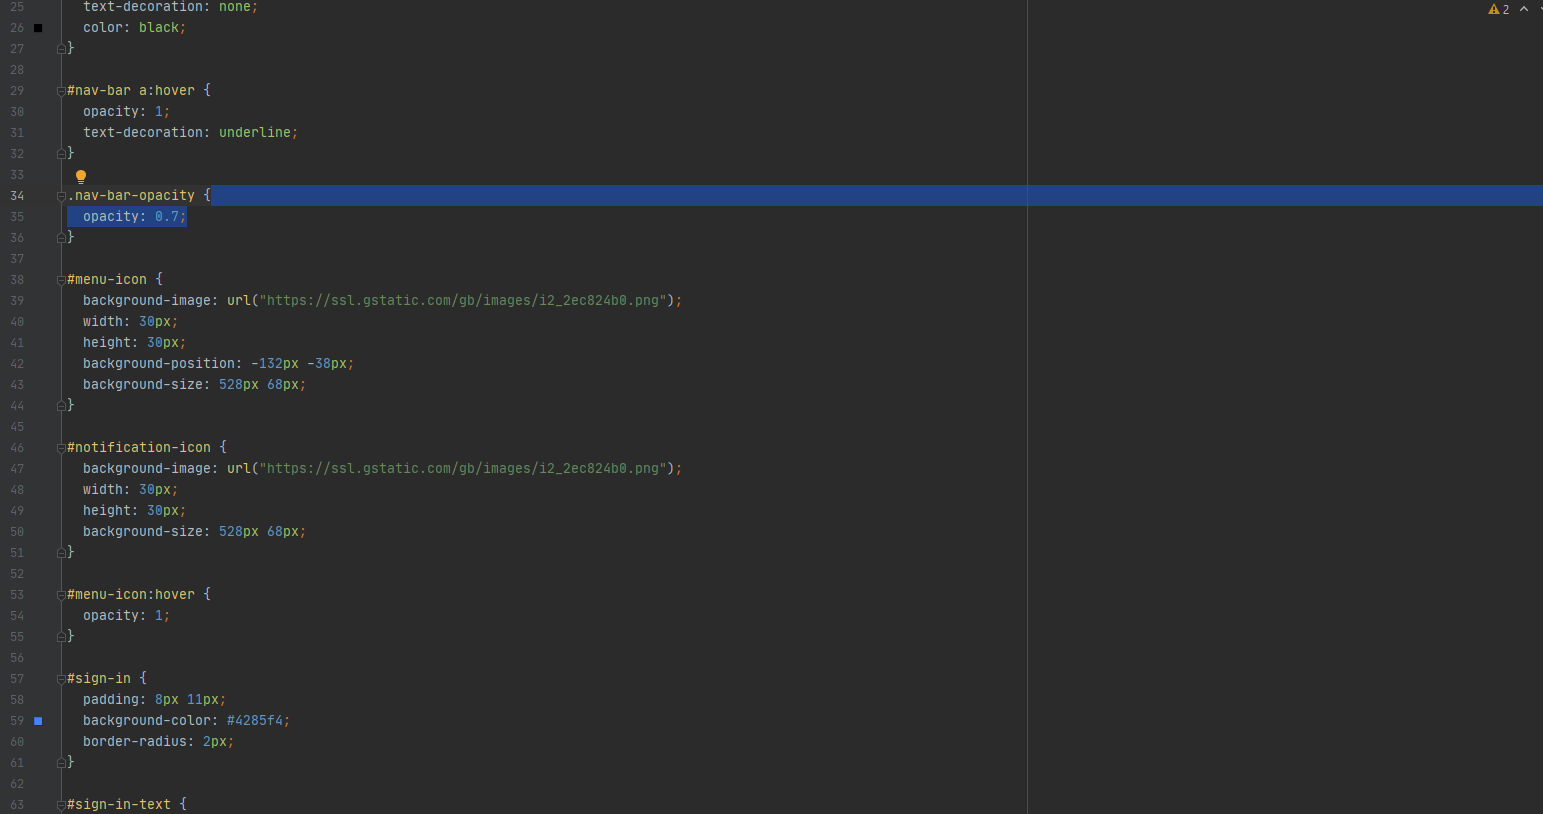 25 text-decoration: none;
26 color: black;
27 }
28
29 #nav-bar a:hover {
30 opacity: 1;
31 text-decoration: underline;
32 }
33
34 .nav-bar-opacity {
35 opacity: 0.7;
36 }
37
38 #menu-icon {
39 background-image: url("https://ssl.gstatic.com/gb/images/i2_2ec824b0.png");
40 width: 30px;
41 height: 30px;
42 background-position: -132px -38px;
43 background-size: 528px 68px;
44 }
45
46 #notification-icon {
47 background-image: url("https://ssl.gstatic.com/gb/images/i2_2ec824b0.png");
48 width: 30px;
49 height: 30px;
50 background-size: 528px 68px;
51 }
52
53 #menu-icon:hover {
54 opacity: 1;
55 }
56
57 #sign-in {
58 padding: 8px 11px;
59 background-color: #4285f4;
60 border-radius: 2px;
61 }
62
63 #sign-in-text {
2